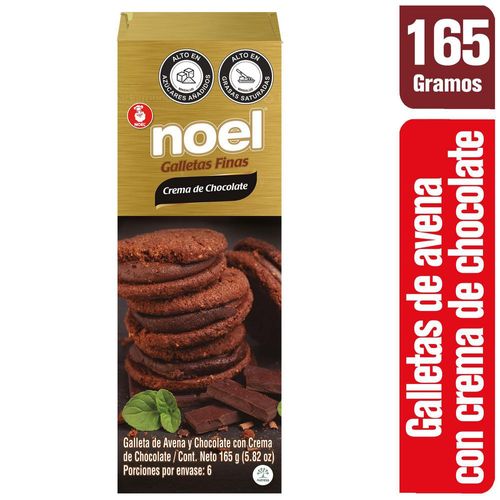 ALTO EN
AZÚCARES AÑADIDOS
ALTO EN
GRASAS SATURADAS
NOEL
noel
Galletas Finas
Crema de Chocolate
Galleta de Avena y Chocolate con Crema
de Chocolate / Cont. Neto 165 g (5.82 oz)
Porciones por envase: 6
165
Gramos
Galletas de avena
con crema de chocolate